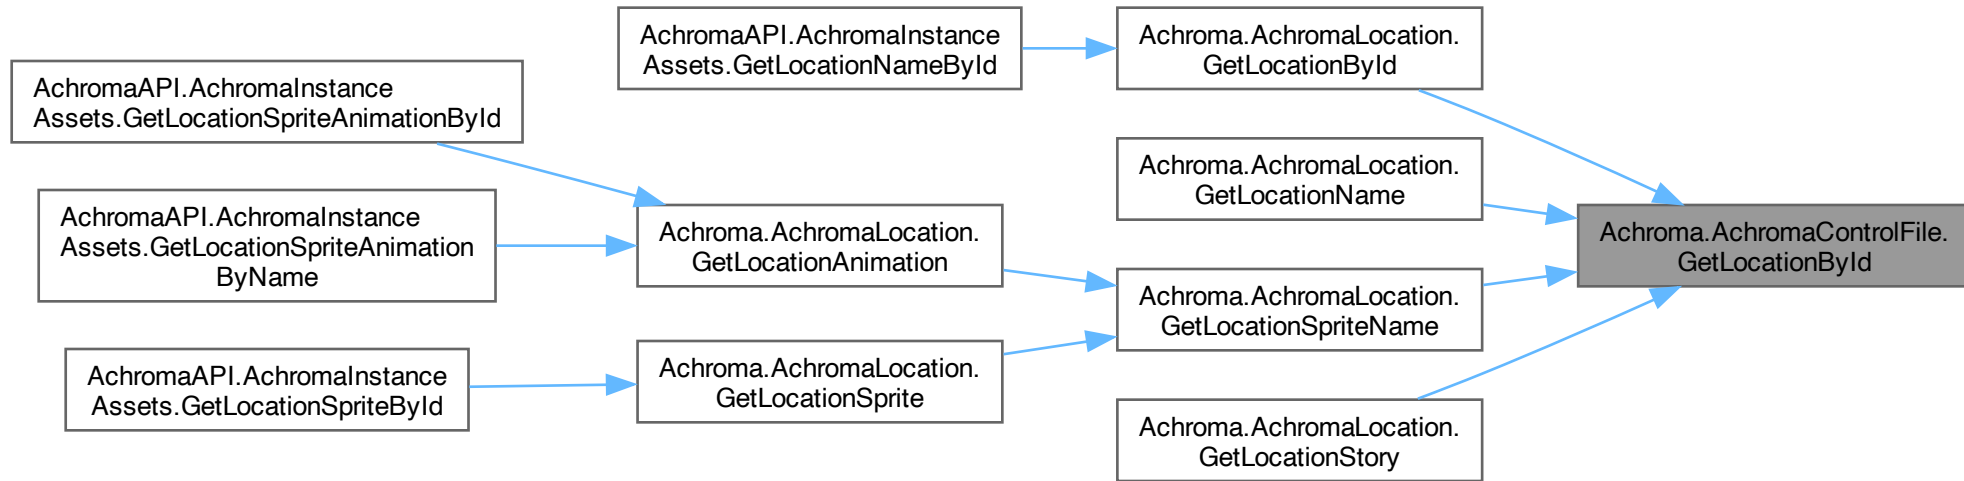 AchromaAPI.AchromaInstance
Assets.GetLocationNameById
Achroma.AchromaLocation.
GetLocationById
AchromaAPI.AchromaInstance
Assets.GetLocationSpriteAnimationById
Achroma.AchromaLocation.
GetLocationName
AchromaAPI.AchromaInstance
Assets.GetLocationSpriteAnimation
ByName
Achroma.AchromaLocation.
GetLocationAnimation
Achroma.AchromaControlFile.
GetLocationById
Achroma.AchromaLocation.
GetLocationSpriteName
AchromaAPI.AchromaInstance
Assets.GetLocationSpriteById
Achroma.AchromaLocation.
GetLocationSprite
Achroma.AchromaLocation.
GetLocationStory